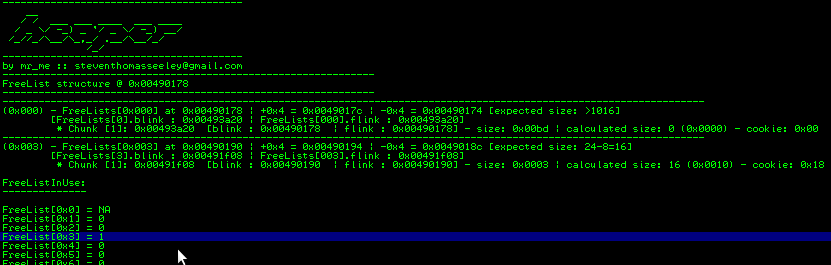 ----------------------------------------
heaper
----------------------------------------
by mr_me :: steventhomasseeley@gmail.com
--------------------------------------------------------------
FreeList structure @ 0x00490178
--------------------------------------------------------------
---------------------------------------------------------------------------------------------------------------------
(0x000) - FreeLists[0x000] at 0x00490178 | +0x4 = 0x0049017c | -0x4 = 0x00490174 [expected size: >1016]
[FreeLists[0].blink : 0x00493a20 | FreeLists[000].flink : 0x00493a20]
* Chunk [1]: 0x00493a20 [blink : 0x00490178 | flink : 0x00490178] - size: 0x00bd | calculated size: 0 (0x0000) - cookie: 0x00
---------------------------------------------------------------------------------------------------------------------
(0x003) - FreeLists[0x003] at 0x00490190 | +0x4 = 0x00490194 | -0x4 = 0x0049018c [expected size: 24-8=16]
[FreeLists[3].blink : 0x00491f08 | FreeLists[003].flink : 0x00491f08]
* Chunk [1]: 0x00491f08 [blink : 0x00490190 | flink : 0x00490190] - size: 0x0003 | calculated size: 16 (0x0010) - cookie: 0x18
FreeListInUse:
--------------
FreeList[0x0] = NA
FreeList[0x1] = 0
FreeList[0x2] = 0
FreeList[0x3] = 1
FreeList[0x4] = 0
FreeList[0x5] = 0
FreeList[0x6] = 0